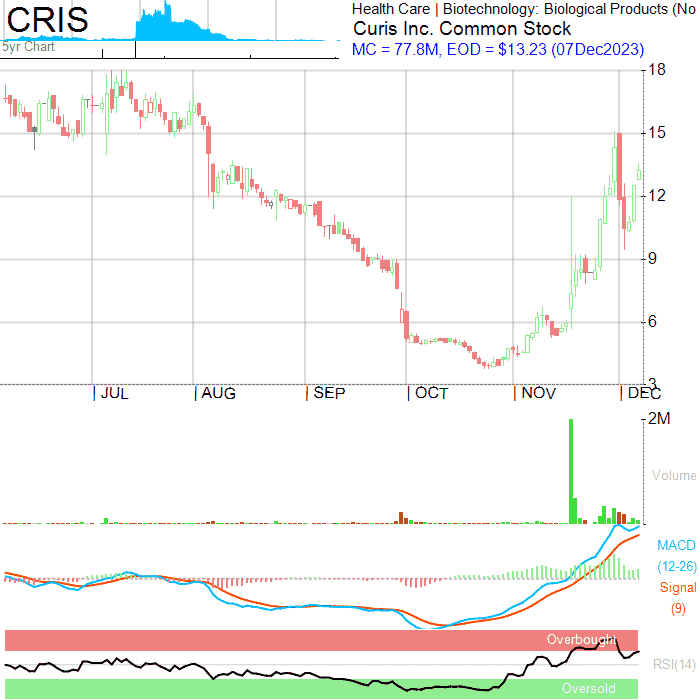 CRIS
5yr Chart
Health Care | Biotechnology: Biological Products (No
Curis Inc. Common Stock
MC = 77.8M, EOD = $13.23 (07Dec2023)
18
15
12
9
6
3
JUL AUG SEP OCT NOV DEC
2M
Volume
MACD
(12-26)
Signal
(9)
Overbought
RSI(14)
Oversold